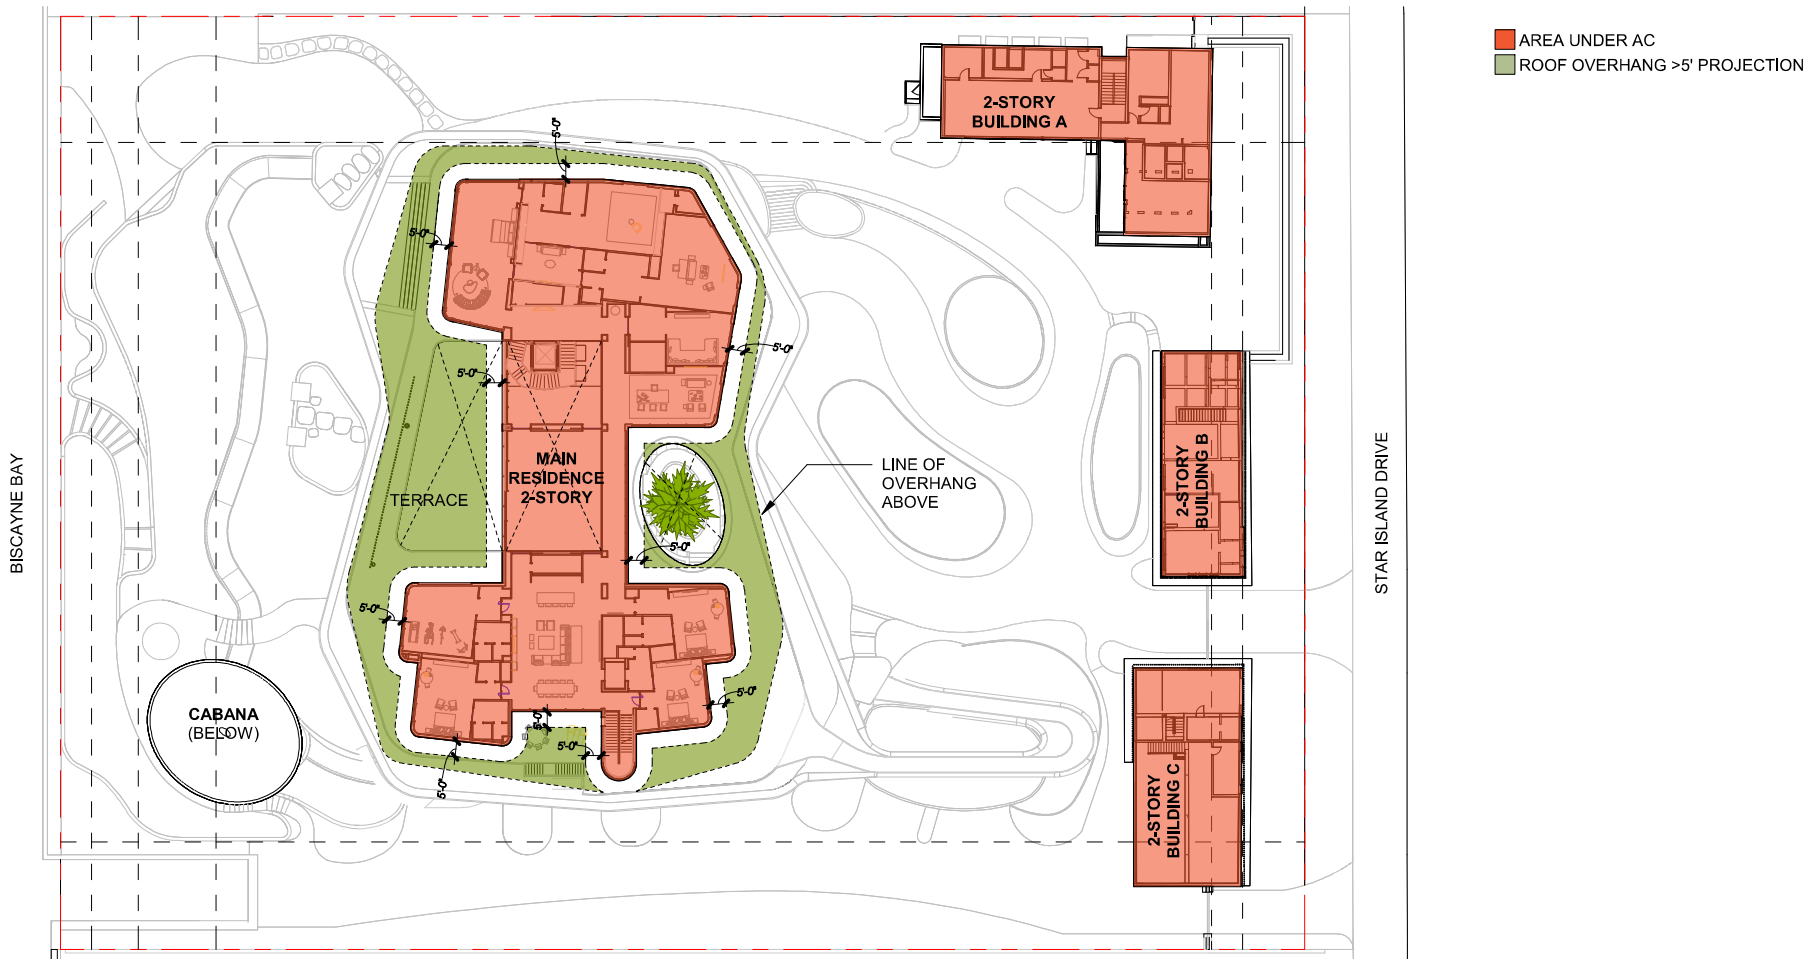 AREA UNDER AC
ROOF OVERHANG >5' PROJECTION
2-STORY
BUILDING A
5'-0"
5'-0"
5'-0"
5'-0"
MAIN
RESIDENCE
2-STORY
TERRACE
LINE OF
OVERHANG
ABOVE
2-STORY
BUILDING B
BISCAYNE BAY
STAR ISLAND DRIVE
5'-0"
5'-0"
5'-0"
5'-0"
5'-0"
5'-0"
CABANA
(BELOW)
2-STORY
BUILDING C